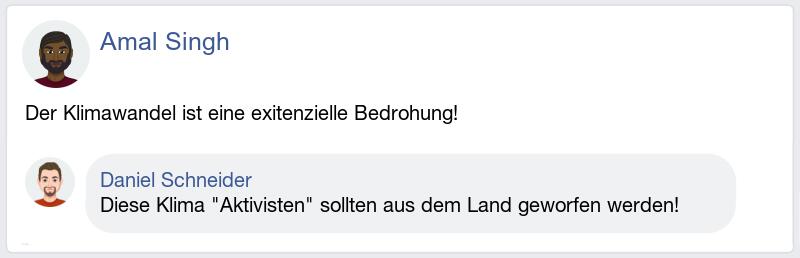 Amal Singh
Der Klimawandel ist eine exitenzielle Bedrohung!
Daniel Schneider
Diese Klima "Aktivisten" sollten aus dem Land geworfen werden!